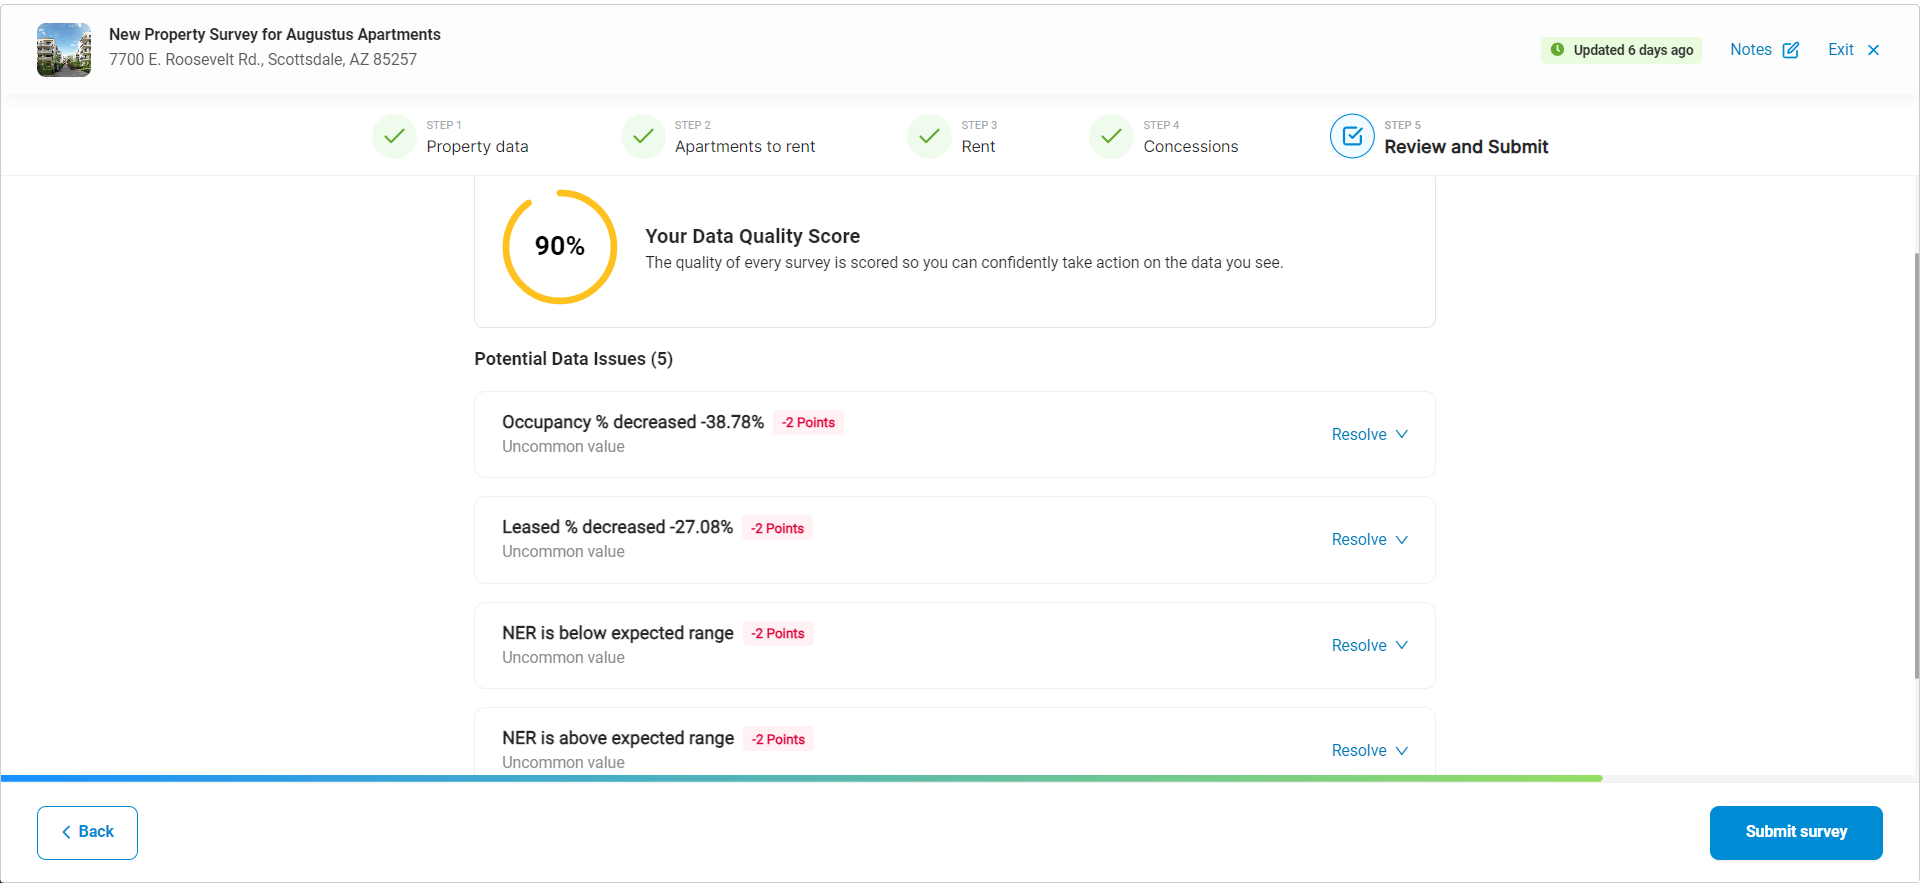 New Property Survey for Augustus Apartments
7700 E. Roosevelt Rd., Scottsdale, AZ 85257
Updated 6 days ago
Notes
Exit
STEP 1
Property data
STEP 2
Apartments to rent
STEP 3
Rent
STEP 4
Concessions
STEP 5
Review and Submit
90%
Your Data Quality Score
The quality of every survey is scored so you can confidently take action on the data you see.
Potential Data Issues (5)
Occupancy % decreased -38.78% -2 Points
Uncommon value
Resolve
Leased % decreased -27.08% -2 Points
Uncommon value
Resolve
NER is below expected range -2 Points
Uncommon value
Resolve
NER is above expected range -2 Points
Uncommon value
Resolve
Back
Submit survey